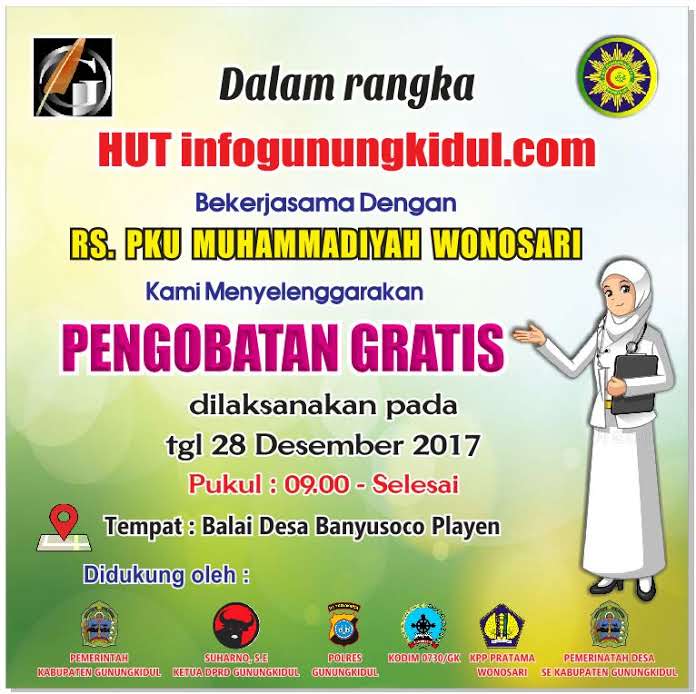 Dalam rangka
HUT infogunungkidul.com
Bekerjasama Dengan
RS. PKU MUHAMMADIYAH WONOSARI
Kami Menyelenggarakan
PENGOBATAN GRATIS
dilaksanakan pada
tgl 28 Desember 2017
Pukul : 09.00 - Selesai
Tempat : Balai Desa Banyusoco Playen
Didukung oleh :
PEMERINTAH
KABUPATEN GUNUNGKIDUL
SUHARNO, S.E
KETUA DPRD GUNUNGKIDUL
POLRES
GUNUNGKIDUL
KODIM 0730/GK
KPP PRATAMA
WONOSARI
PEMERINATAH DESA
SE KABUPATEN GUNUNGKIDUL